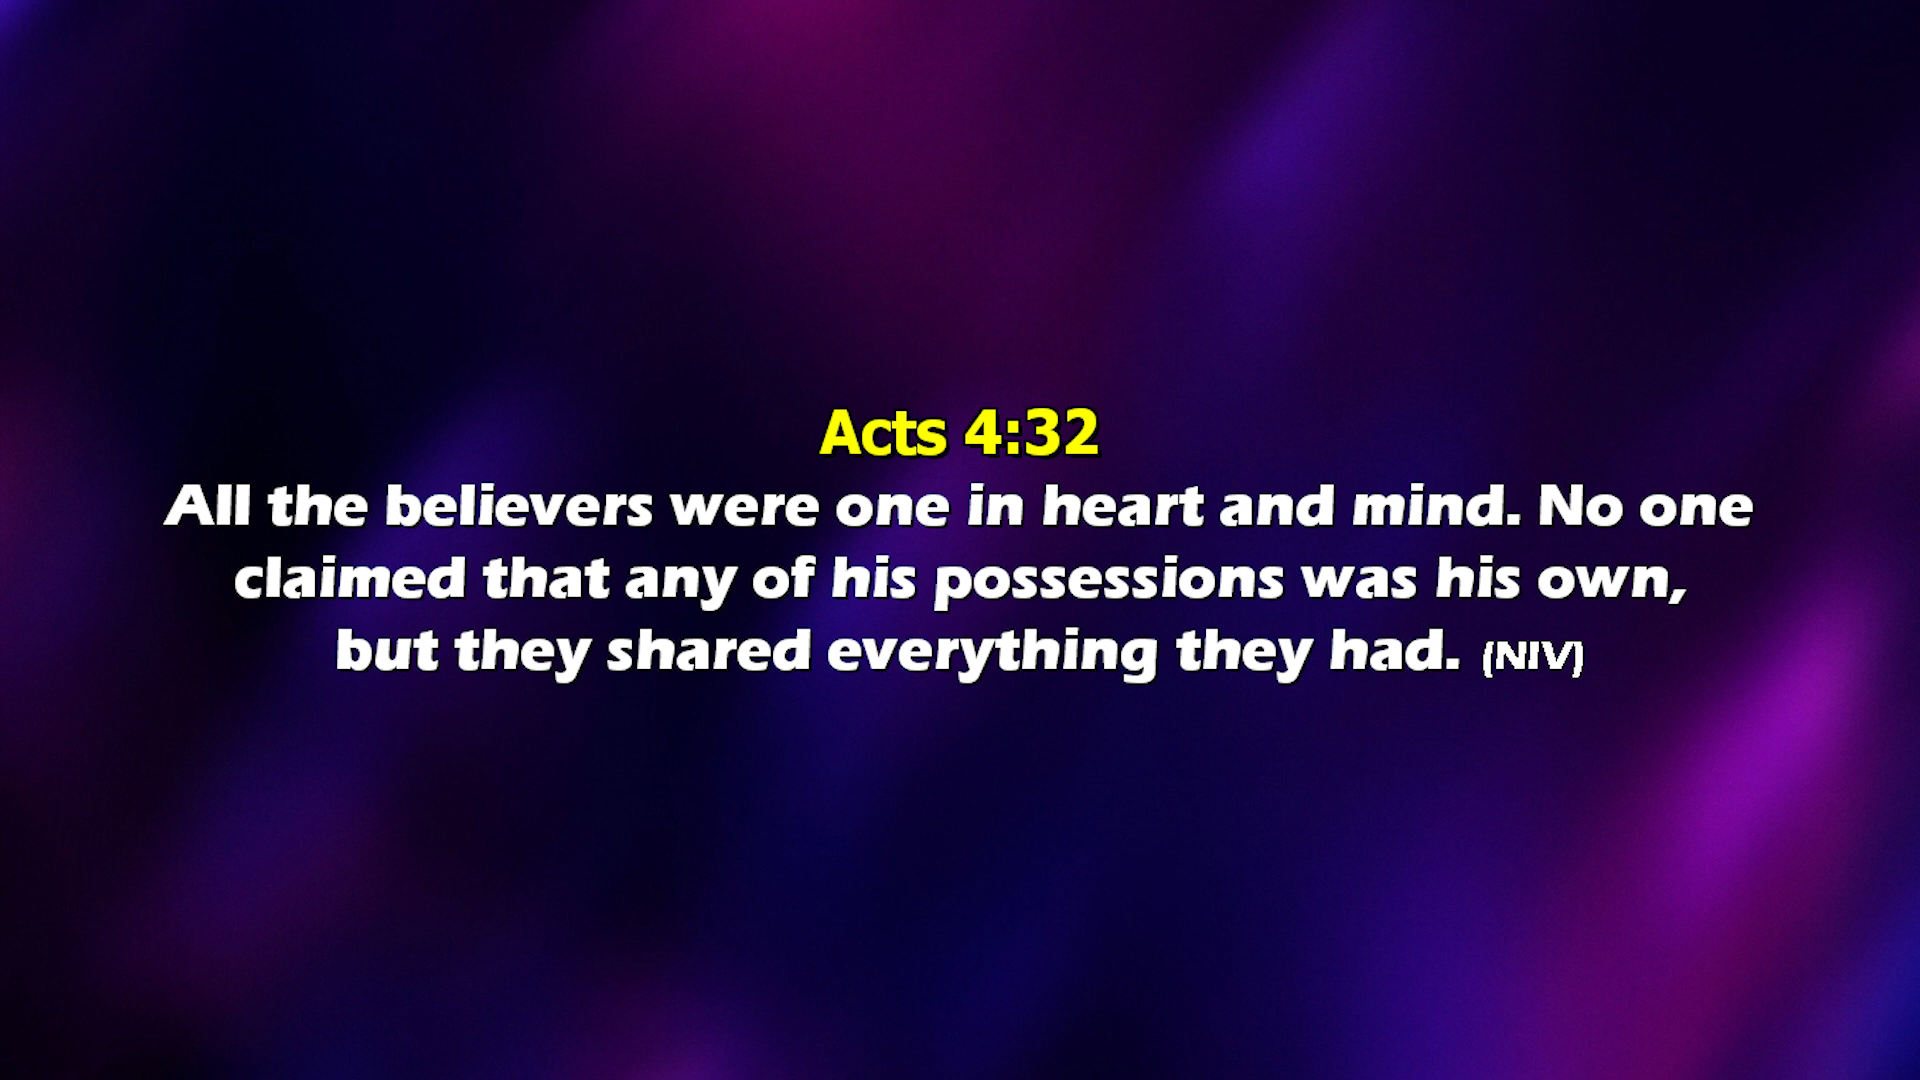 Acts 4:32
All the believers were one in heart and mind. No one
claimed that any of his possessions was his own,
but they shared everything they had. (NIV)